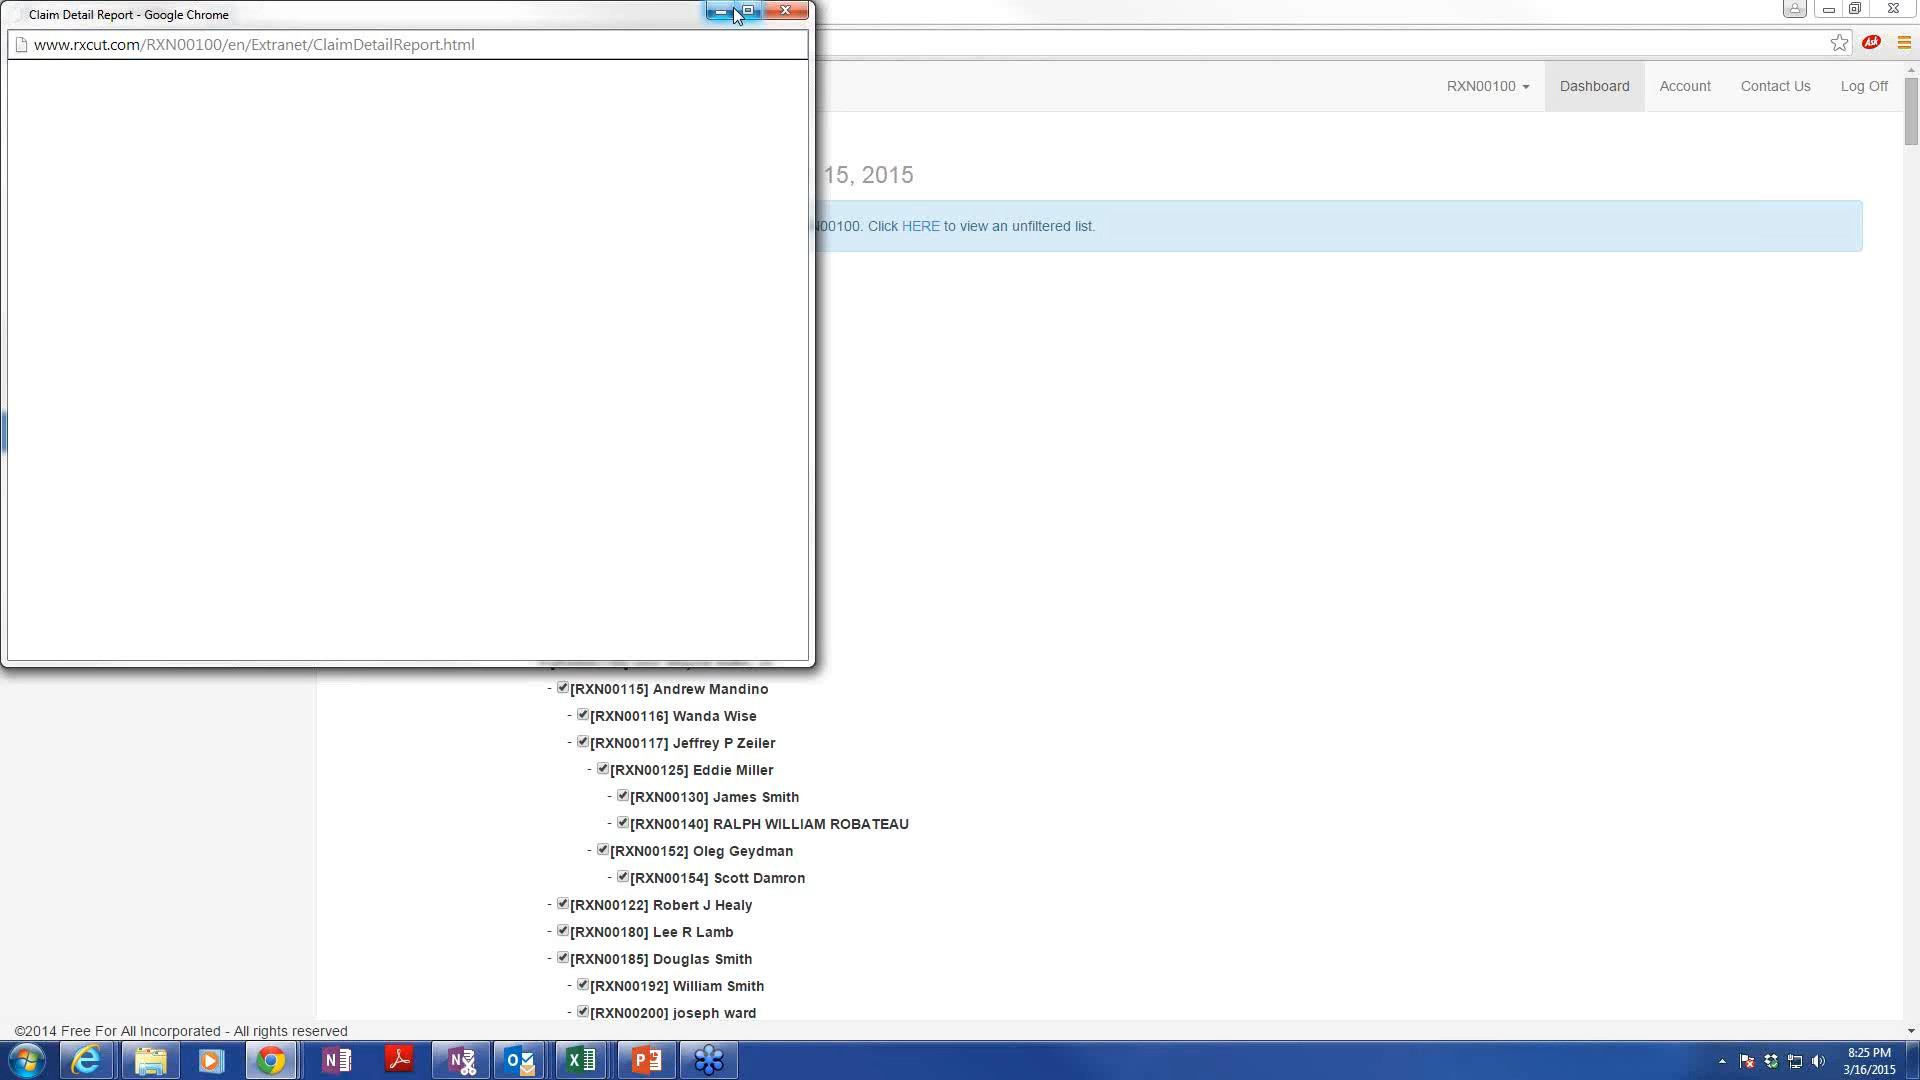 Claim Detail Report - Google Chrome
www.rxcut.com/RXN00100/en/Extranet/ClaimDetailReport.html
Ask
RXN00100 Dashboard Account Contact Us Log Off
15, 2015
N00100. Click HERE to view an unfiltered list.
- [RXN00115] Andrew Mandino
- [RXN00116] Wanda Wise
- [RXN00117] Jeffrey P Zeiler
- [RXN00125] Eddie Miller
- [RXN00130] James Smith
- [RXN00140] RALPH WILLIAM ROBATEAU
- [RXN00152] Oleg Geydman
- [RXN00154] Scott Damron
- [RXN00122] Robert J Healy
- [RXN00180] Lee R Lamb
- [RXN00185] Douglas Smith
- [RXN00192] William Smith
- [RXN00200] joseph ward
©2014 Free For All Incorporated - All rights reserved
8:25 PM
3/16/2015